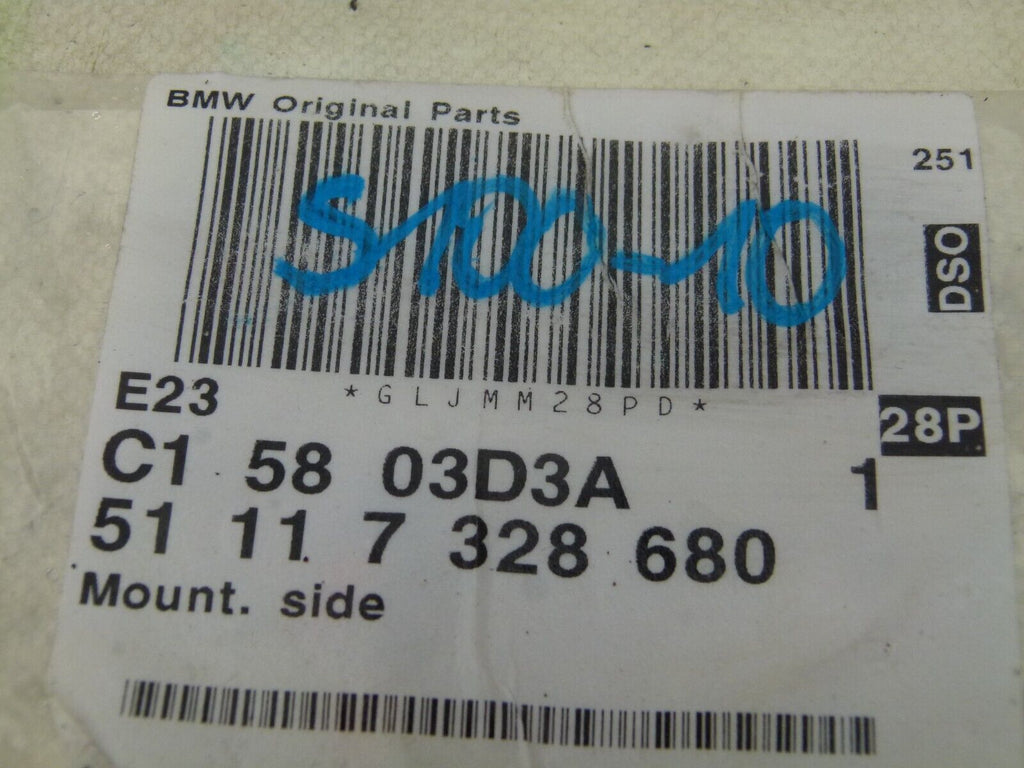 BMW Original Parts
251
S100-10
DSO
E23
*GLJMM28PD*
28P
C1 58 03D3A 1
51 11 7 328 680
Mount. side